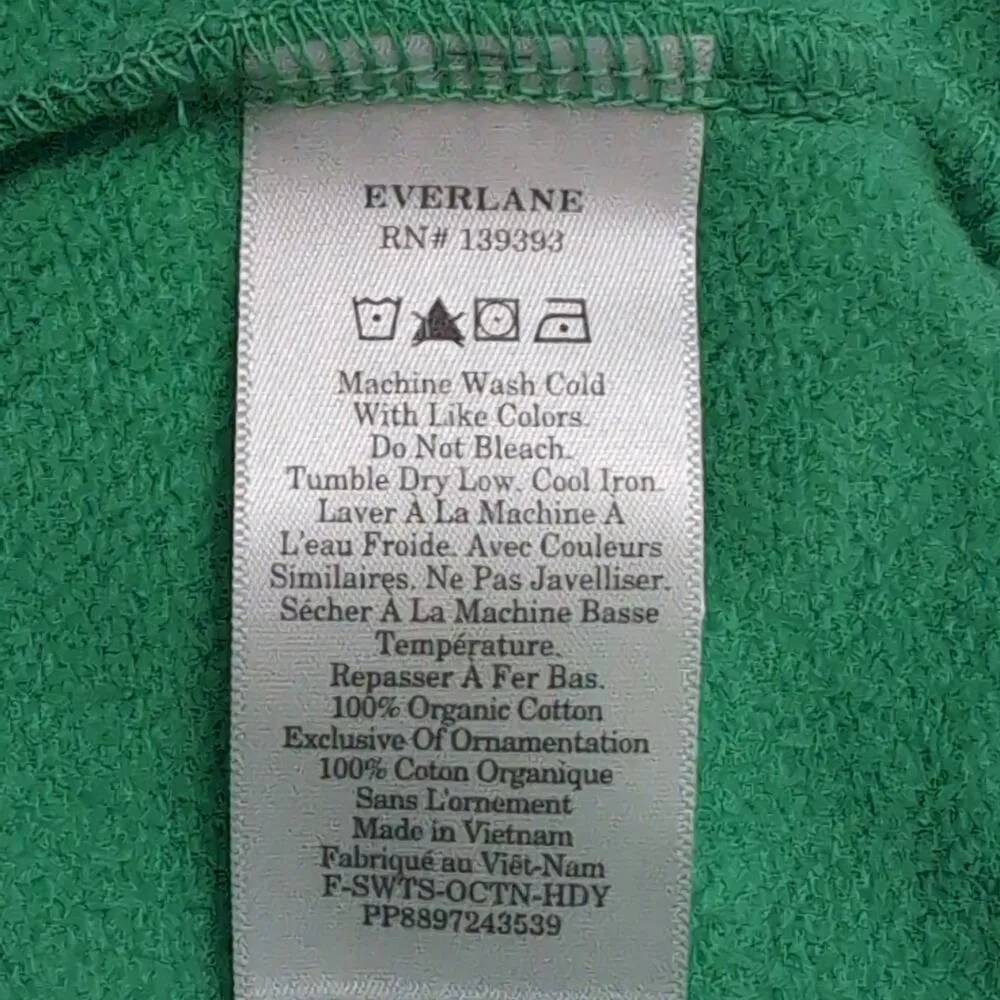 EVERLANE
RN# 139393
Machine Wash Cold
With Like Colors.
Do Not Bleach.
Tumble Dry Low. Cool Iron.
Laver À La Machine À
L'eau Froide. Avec Couleurs
Similaires. Ne Pas Javelliser.
Sécher À La Machine Basse
Température.
Repasser À Fer Bas.
100% Organic Cotton
Exclusive Of Ornamentation
100% Coton Organique
Sans L'ornement
Made in Vietnam
Fabriqué au Viêt-Nam
F-SWTS-OCTN-HDY
PP8897243539